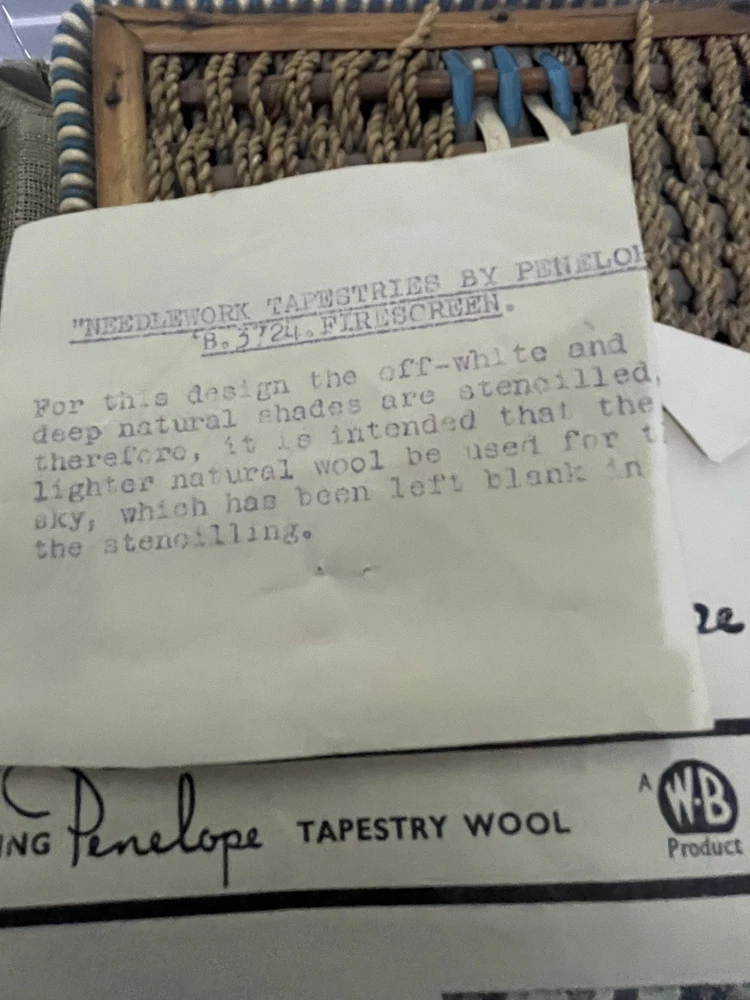 "NEEDLEWORK TAPESTRIES BY PENELO
B.3724.FIRESCREEN.
For this design the off-white and
deep natural shades are stencilled,
therefore, it is intended that the
lighter natural wool be used for t
sky, which has been left blank in
the stencilling.
re
ING Penelope TAPESTRY WOOL
A W·B Product